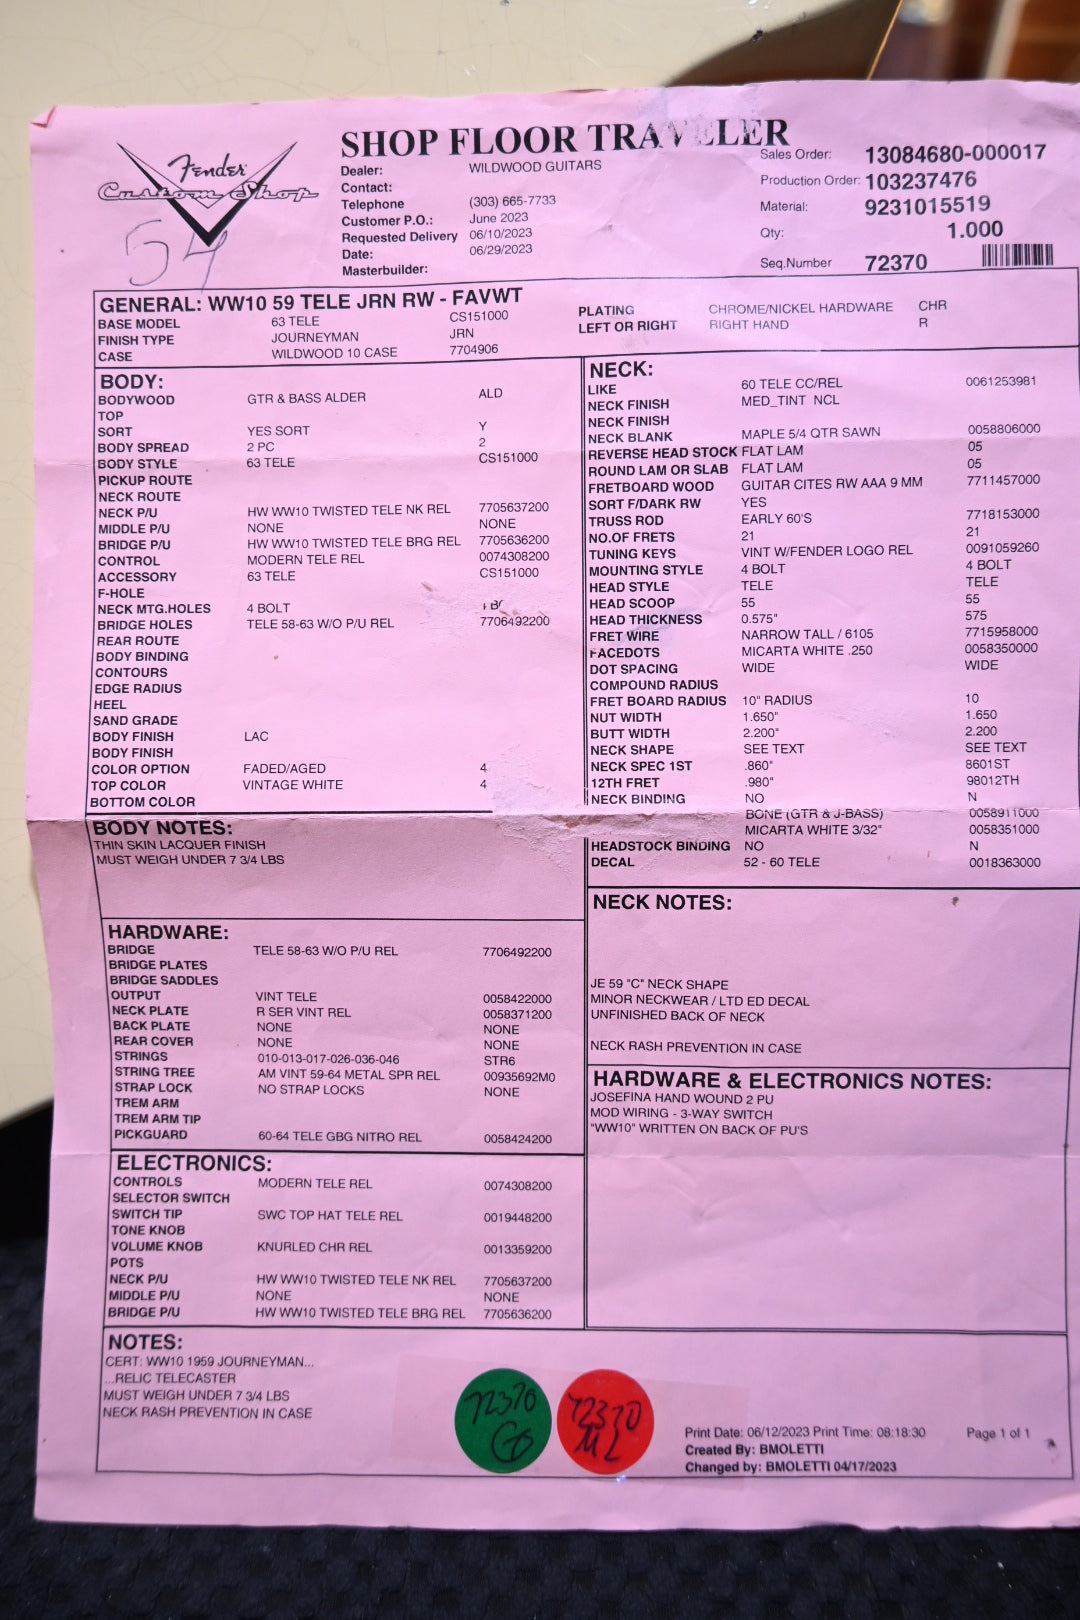 SHOP FLOOR TRAVELER
Fender
Custom Shop
54
Dealer: WILDWOOD GUITARS
Contact:
Telephone (303) 665-7733
Customer P.O.: June 2023
Requested Delivery 06/10/2023
Date: 06/29/2023
Masterbuilder:
Sales Order: 13084680-000017
Production Order: 103237476
Material: 9231015519
Qty: 1.000
Seq.Number 72370
GENERAL: WW10 59 TELE JRN RW - FAVWT
BASE MODEL 63 TELE CS151000
FINISH TYPE JOURNEYMAN JRN
CASE WILDWOOD 10 CASE 7704906
PLATING CHROME/NICKEL HARDWARE CHR
LEFT OR RIGHT RIGHT HAND R
BODY:
BODYWOOD GTR & BASS ALDER ALD
TOP
SORT YES SORT Y
BODY SPREAD 2 PC 2
BODY STYLE 63 TELE CS151000
PICKUP ROUTE
NECK ROUTE
NECK P/U HW WW10 TWISTED TELE NK REL 7705637200
MIDDLE P/U NONE NONE
BRIDGE P/U HW WW10 TWISTED TELE BRG REL 7705636200
CONTROL MODERN TELE REL 0074308200
ACCESSORY 63 TELE CS151000
F-HOLE
NECK MTG.HOLES 4 BOLT
BRIDGE HOLES TELE 58-63 W/O P/U REL 7706492200
REAR ROUTE
BODY BINDING
CONTOURS
EDGE RADIUS
HEEL
SAND GRADE
BODY FINISH LAC
BODY FINISH
COLOR OPTION FADED/AGED 4
TOP COLOR VINTAGE WHITE 4
BOTTOM COLOR
BODY NOTES:
THIN SKIN LACQUER FINISH
MUST WEIGH UNDER 7 3/4 LBS
HARDWARE:
BRIDGE TELE 58-63 W/O P/U REL 7706492200
BRIDGE PLATES
BRIDGE SADDLES
OUTPUT VINT TELE 0058422000
NECK PLATE R SER VINT REL 0058371200
BACK PLATE NONE NONE
REAR COVER NONE NONE
STRINGS 010-013-017-026-036-046 STR6
STRING TREE AM VINT 59-64 METAL SPR REL 00935692M0
STRAP LOCK NO STRAP LOCKS NONE
TREM ARM
TREM ARM TIP
PICKGUARD 60-64 TELE GBG NITRO REL 0058424200
ELECTRONICS:
CONTROLS MODERN TELE REL 0074308200
SELECTOR SWITCH
SWITCH TIP SWC TOP HAT TELE REL 0019448200
TONE KNOB
VOLUME KNOB KNURLED CHR REL 0013359200
POTS
NECK P/U HW WW10 TWISTED TELE NK REL 7705637200
MIDDLE P/U NONE NONE
BRIDGE P/U HW WW10 TWISTED TELE BRG REL 7705636200
NECK:
LIKE 60 TELE CC/REL 0061253981
NECK FINISH MED_TINT NCL
NECK FINISH
NECK BLANK MAPLE 5/4 QTR SAWN 0058806000
REVERSE HEAD STOCK FLAT LAM 05
ROUND LAM OR SLAB FLAT LAM 05
FRETBOARD WOOD GUITAR CITES RW AAA 9 MM 7711457000
SORT F/DARK RW YES
TRUSS ROD EARLY 60'S 7718153000
NO.OF FRETS 21 21
TUNING KEYS VINT W/FENDER LOGO REL 0091059260
MOUNTING STYLE 4 BOLT 4 BOLT
HEAD STYLE TELE TELE
HEAD SCOOP 55 55
HEAD THICKNESS 0.575" 575
FRET WIRE NARROW TALL / 6105 7715958000
FACEDOTS MICARTA WHITE .250 0058350000
DOT SPACING WIDE WIDE
COMPOUND RADIUS
FRET BOARD RADIUS 10" RADIUS 10
NUT WIDTH 1.650" 1.650
BUTT WIDTH 2.200" 2.200
NECK SHAPE SEE TEXT SEE TEXT
NECK SPEC 1ST .860" 8601ST
12TH FRET .980" 98012TH
NECK BINDING NO N
BONE (GTR & J-BASS) 0058911000
MICARTA WHITE 3/32" 0058351000
HEADSTOCK BINDING NO N
DECAL 52 - 60 TELE 0018363000
NECK NOTES:
JE 59 "C" NECK SHAPE
MINOR NECKWEAR / LTD ED DECAL
UNFINISHED BACK OF NECK
NECK RASH PREVENTION IN CASE
HARDWARE & ELECTRONICS NOTES:
JOSEFINA HAND WOUND 2 PU
MOD WIRING - 3-WAY SWITCH
"WW10" WRITTEN ON BACK OF PU'S
NOTES:
CERT: WW10 1959 JOURNEYMAN...
...RELIC TELECASTER
MUST WEIGH UNDER 7 3/4 LBS
NECK RASH PREVENTION IN CASE
72370
72370
ML
Print Date: 06/12/2023 Print Time: 08:18:30 Page 1 of 1
Created By: BMOLETTI
Changed by: BMOLETTI 04/17/2023